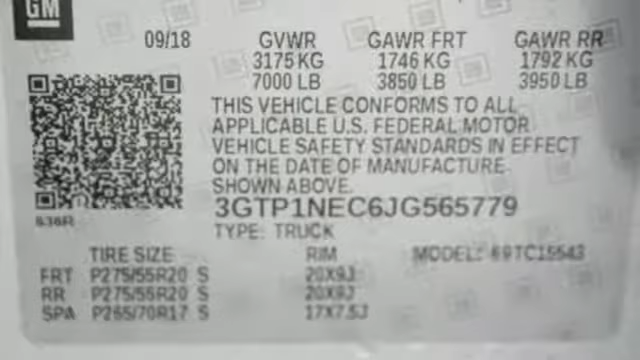 GM
09/18 GVWR GAWR FRT GAWR RR
3175 KG 1746 KG 1792 KG
7000 LB 3850 LB 3950 LB
THIS VEHICLE CONFORMS TO ALL
APPLICABLE U.S. FEDERAL MOTOR
VEHICLE SAFETY STANDARDS IN EFFECT
ON THE DATE OF MANUFACTURE
SHOWN ABOVE.
3GTP1NEC6JG565779
TYPE: TRUCK
TIRE SIZE RIM MODEL:
FRT P275/55R20 S 20X9J
RR P275/55R20 S 20X9J
SPA P265/70R17 S 17X7.5J